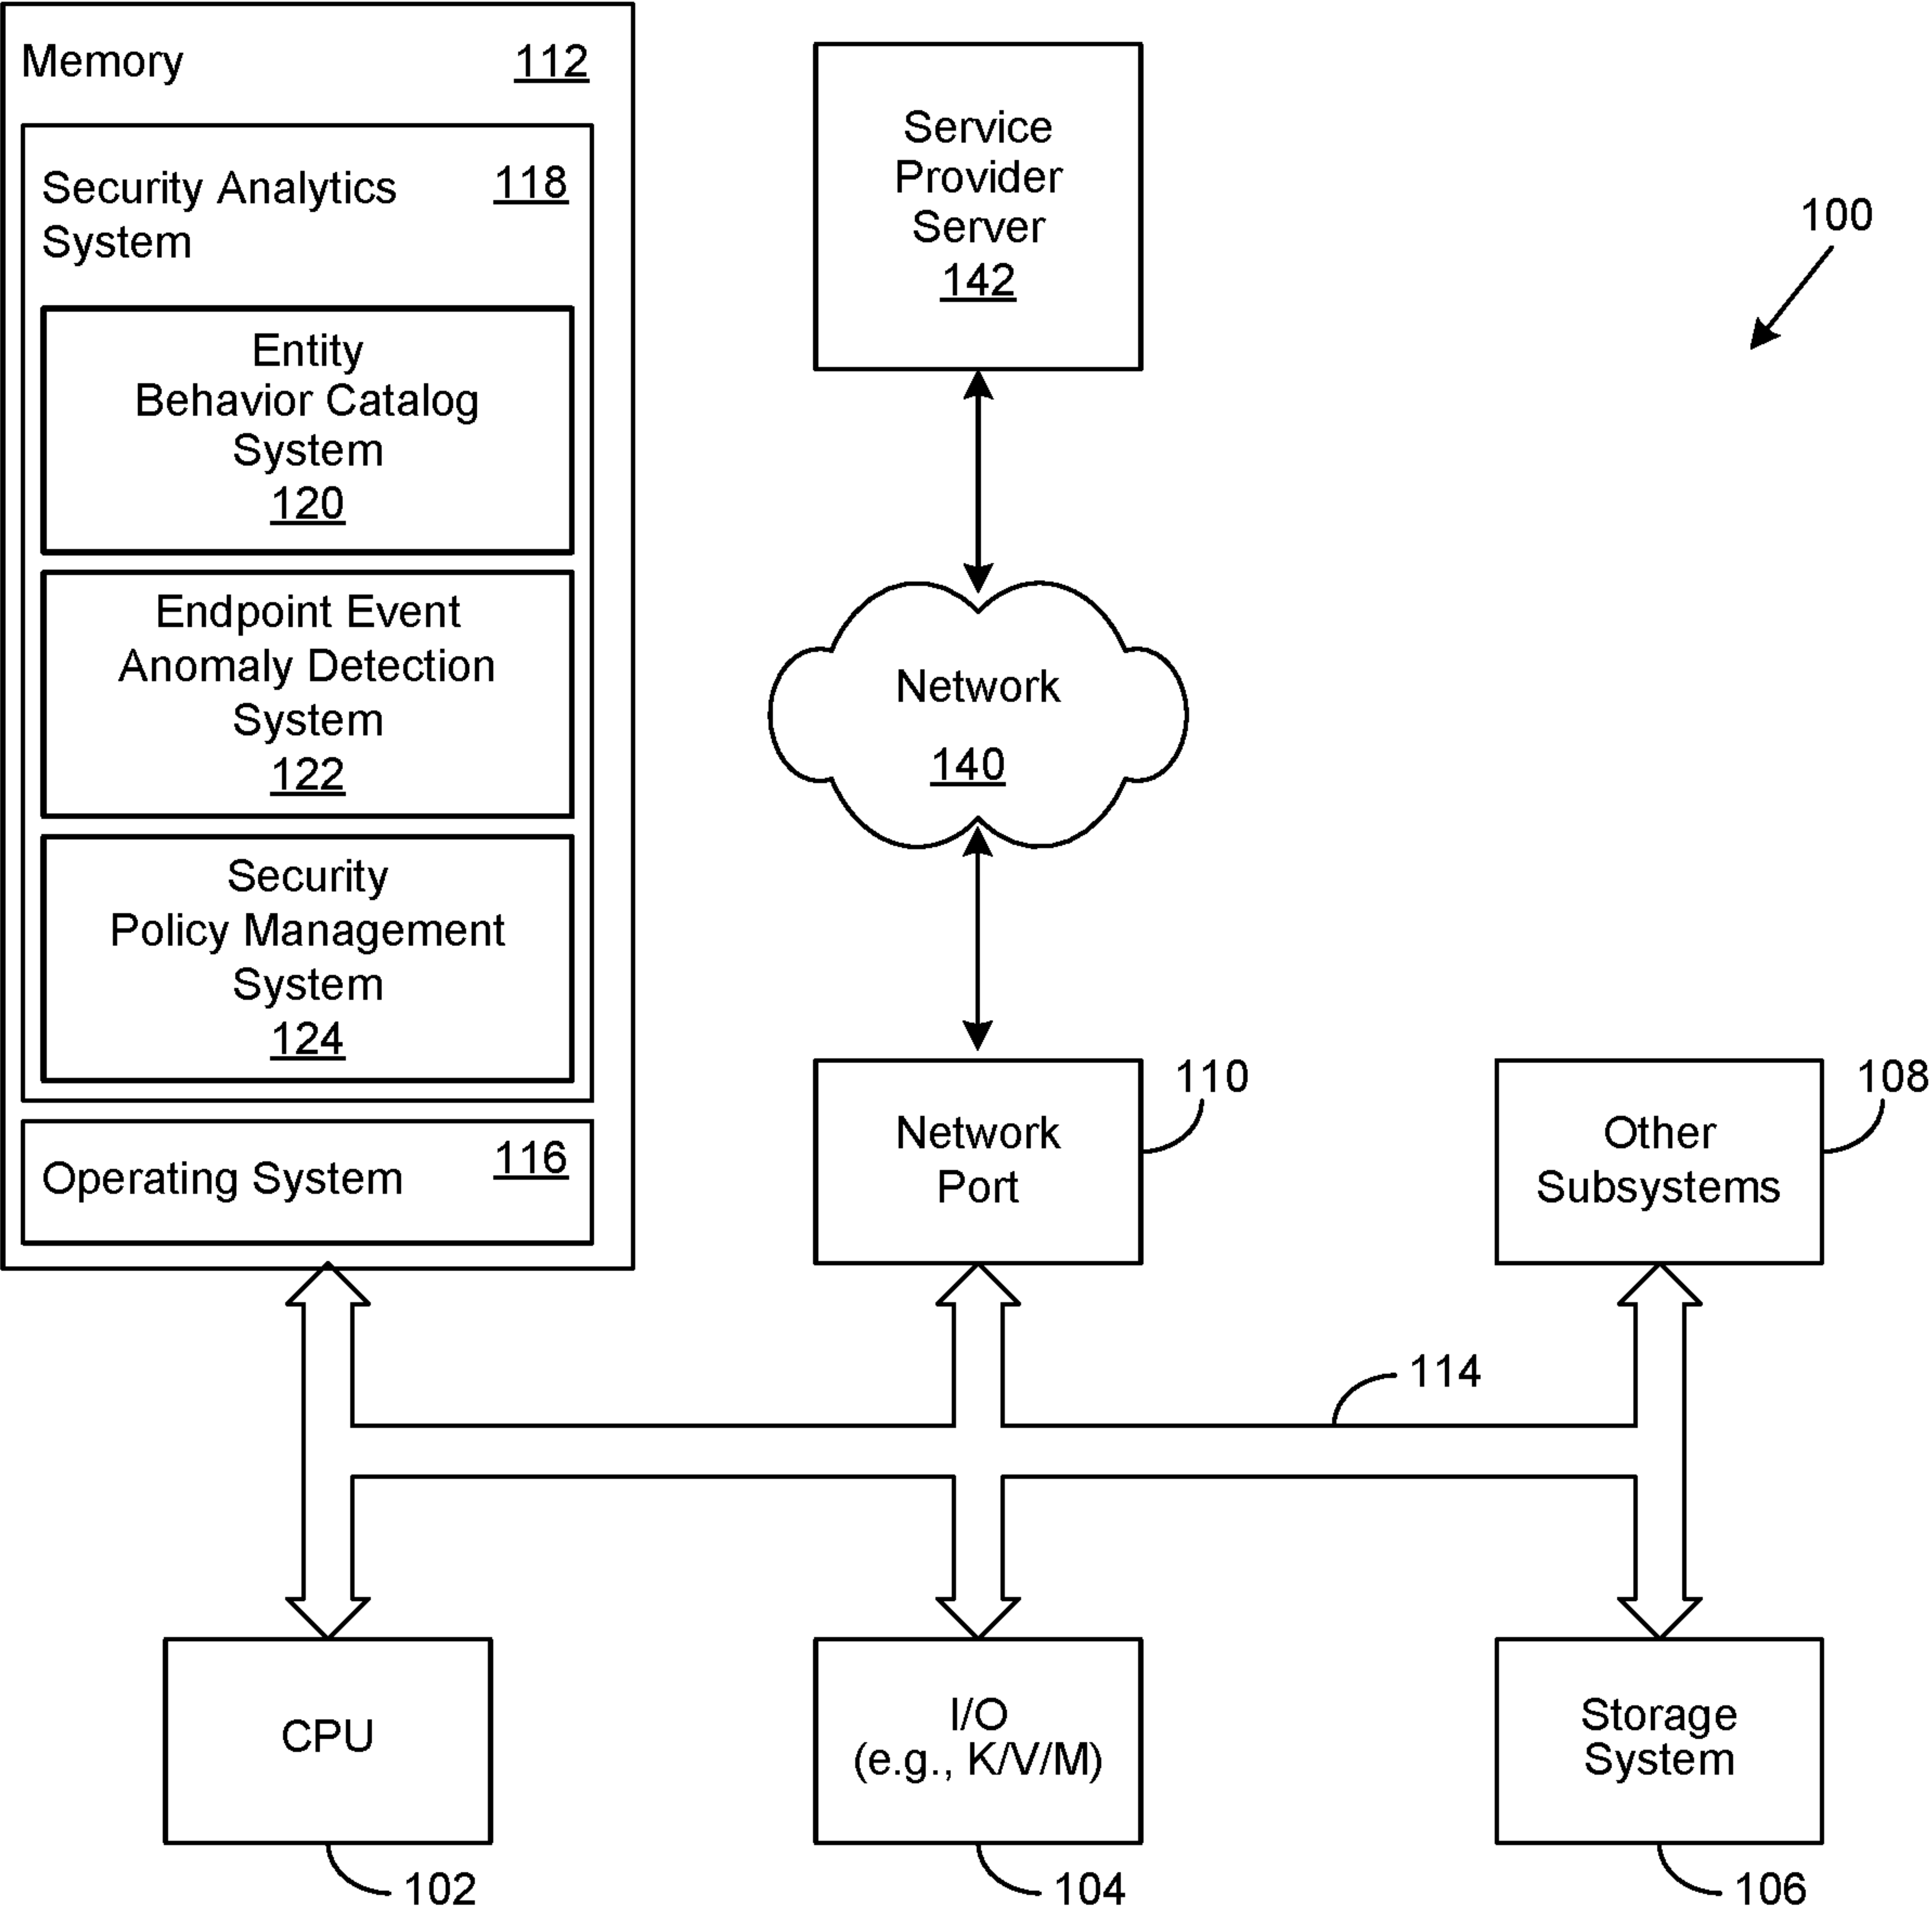 Memory 112
Security Analytics 118
System
Entity
Behavior Catalog
System
120
Endpoint Event
Anomaly Detection
System
122
Security
Policy Management
System
124
Operating System 116
Service
Provider
Server
142
100
Network
140
Network
Port
110
Other
Subsystems
108
114
CPU
102
I/O
(e.g., K/V/M)
104
Storage
System
106